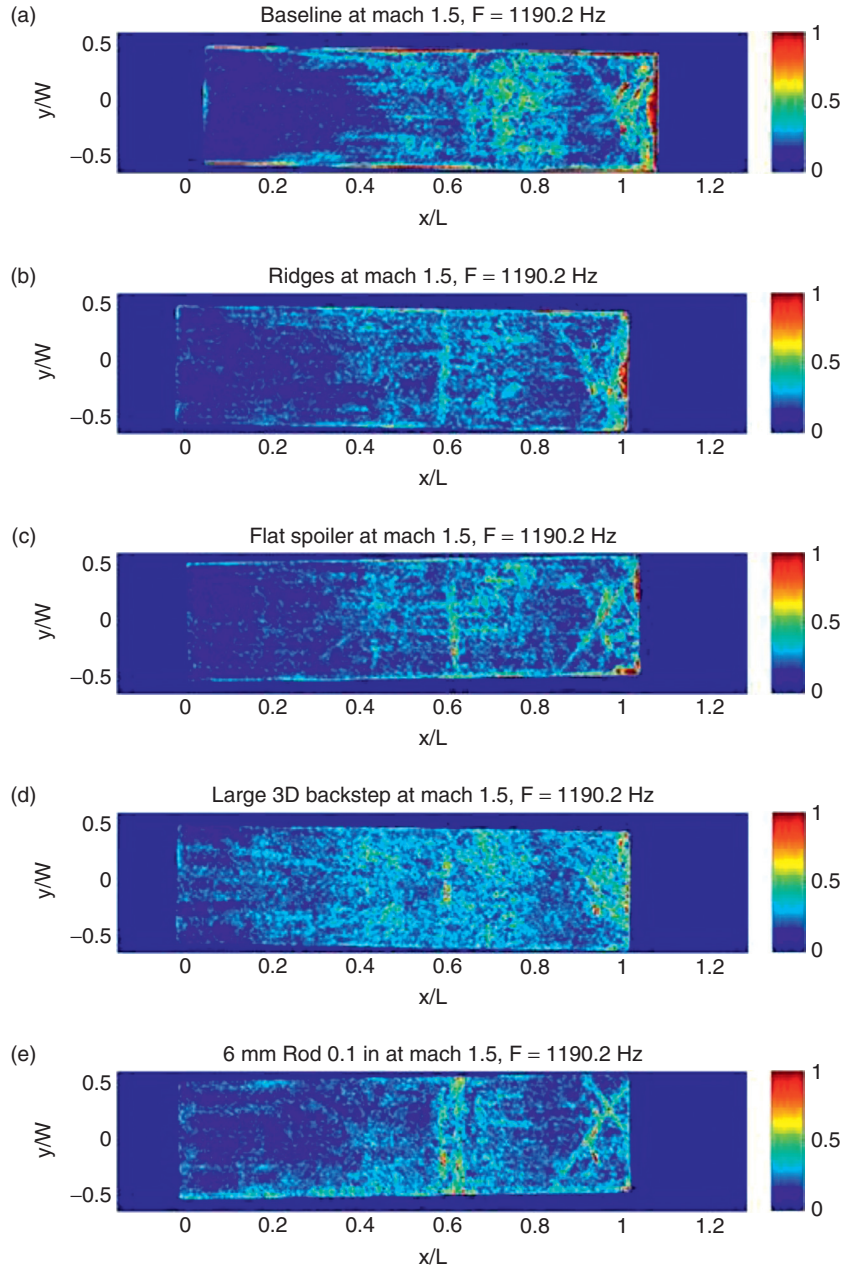 (a)
Baseline at mach 1.5, F = 1190.2 Hz
y/W
0.5
0
−0.5
0 0.2 0.4 0.6 0.8 1 1.2
x/L
1
0.5
0
(b)
Ridges at mach 1.5, F = 1190.2 Hz
y/W
0.5
0
−0.5
0 0.2 0.4 0.6 0.8 1 1.2
x/L
1
0.5
0
(c)
Flat spoiler at mach 1.5, F = 1190.2 Hz
y/W
0.5
0
−0.5
0 0.2 0.4 0.6 0.8 1 1.2
x/L
1
0.5
0
(d)
Large 3D backstep at mach 1.5, F = 1190.2 Hz
y/W
0.5
0
−0.5
0 0.2 0.4 0.6 0.8 1 1.2
x/L
1
0.5
0
(e)
6 mm Rod 0.1 in at mach 1.5, F = 1190.2 Hz
y/W
0.5
0
−0.5
0 0.2 0.4 0.6 0.8 1 1.2
x/L
1
0.5
0